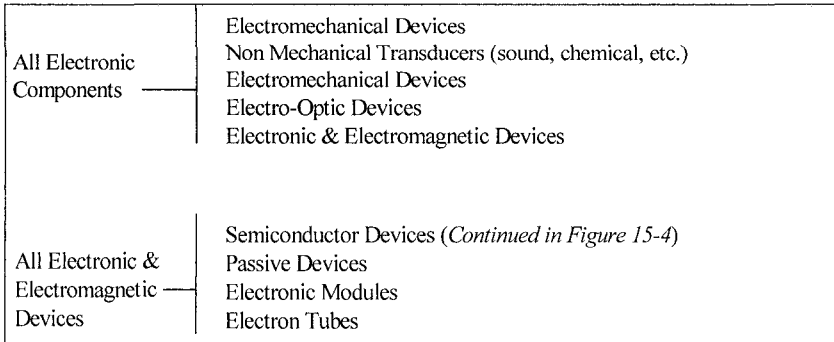 All Electronic
Components
Electromechanical Devices
Non Mechanical Transducers (sound, chemical, etc.)
Electromechanical Devices
Electro-Optic Devices
Electronic & Electromagnetic Devices
All Electronic &
Electromagnetic
Devices
Semiconductor Devices (Continued in Figure 15-4)
Passive Devices
Electronic Modules
Electron Tubes